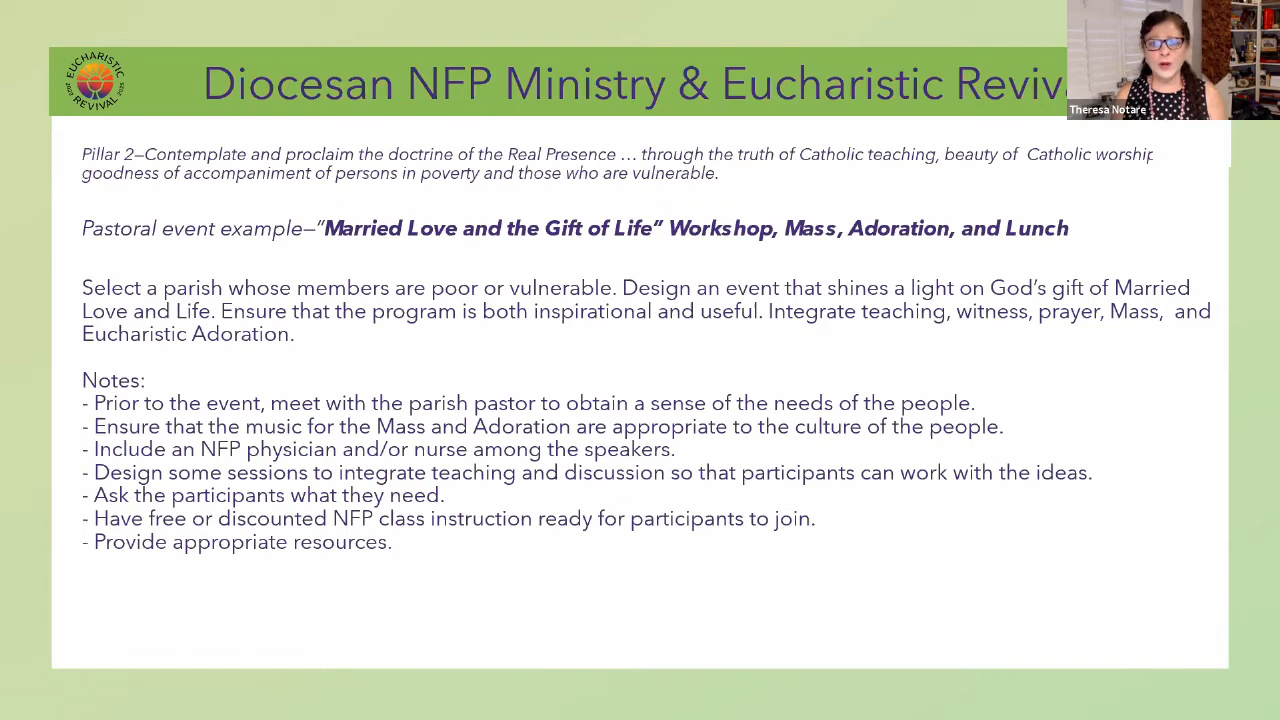 EUCHARISTIC
REVIVAL
Diocesan NFP Ministry & Eucharistic Reviv
Theresa Notare
Pillar 2—Contemplate and proclaim the doctrine of the Real Presence … through the truth of Catholic teaching, beauty of Catholic worship
goodness of accompaniment of persons in poverty and those who are vulnerable.
Pastoral event example—“Married Love and the Gift of Life” Workshop, Mass, Adoration, and Lunch
Select a parish whose members are poor or vulnerable. Design an event that shines a light on God’s gift of Married
Love and Life. Ensure that the program is both inspirational and useful. Integrate teaching, witness, prayer, Mass, and
Eucharistic Adoration.
Notes:
- Prior to the event, meet with the parish pastor to obtain a sense of the needs of the people.
- Ensure that the music for the Mass and Adoration are appropriate to the culture of the people.
- Include an NFP physician and/or nurse among the speakers.
- Design some sessions to integrate teaching and discussion so that participants can work with the ideas.
- Ask the participants what they need.
- Have free or discounted NFP class instruction ready for participants to join.
- Provide appropriate resources.